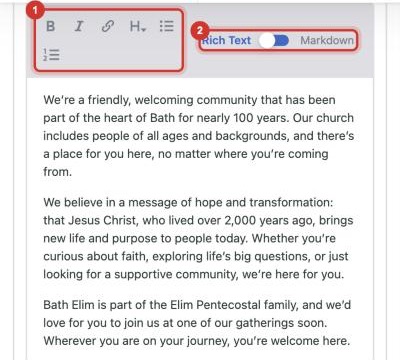 1
B I H
2
Rich Text Markdown
We're a friendly, welcoming community that has been
part of the heart of Bath for nearly 100 years. Our church
includes people of all ages and backgrounds, and there's
a place for you here, no matter where you're coming
from.
We believe in a message of hope and transformation:
that Jesus Christ, who lived over 2,000 years ago, brings
new life and purpose to people today. Whether you're
curious about faith, exploring life's big questions, or just
looking for a supportive community, we're here for you.
Bath Elim is part of the Elim Pentecostal family, and we'd
love for you to join us at one of our gatherings soon.
Wherever you are on your journey, you're welcome here.